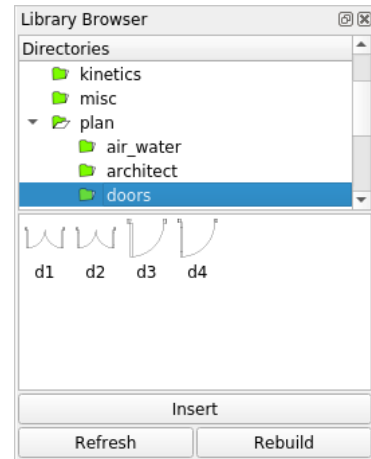 Library Browser
Directories
kinetics
misc
plan
air_water
architect
doors
d1 d2 d3 d4
Insert
Refresh Rebuild